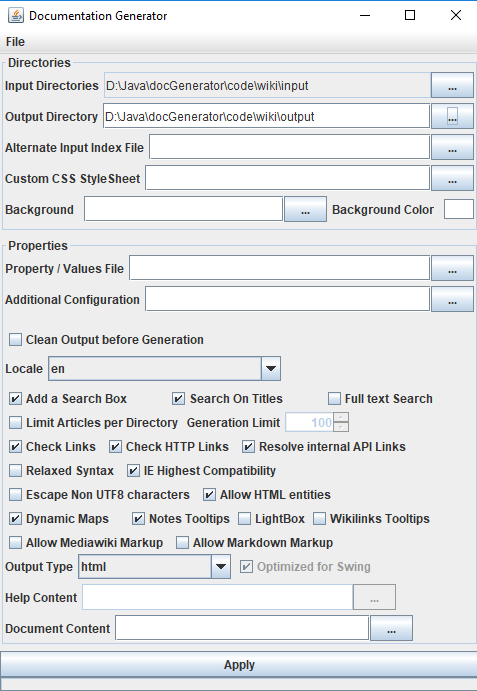 Documentation Generator
File
Directories
Input Directories D:\Java\docGenerator\code\wiki\input ...
Output Directory D:\Java\docGenerator\code\wiki\output ...
Alternate Input Index File ...
Custom CSS StyleSheet ...
Background ... Background Color
Properties
Property / Values File ...
Additional Configuration ...
Clean Output before Generation
Locale en
Add a Search Box Search On Titles Full text Search
Limit Articles per Directory Generation Limit 100
Check Links Check HTTP Links Resolve internal API Links
Relaxed Syntax IE Highest Compatibility
Escape Non UTF8 characters Allow HTML entities
Dynamic Maps Notes Tooltips LightBox Wikilinks Tooltips
Allow Mediawiki Markup Allow Markdown Markup
Output Type html Optimized for Swing
Help Content ...
Document Content ...
Apply